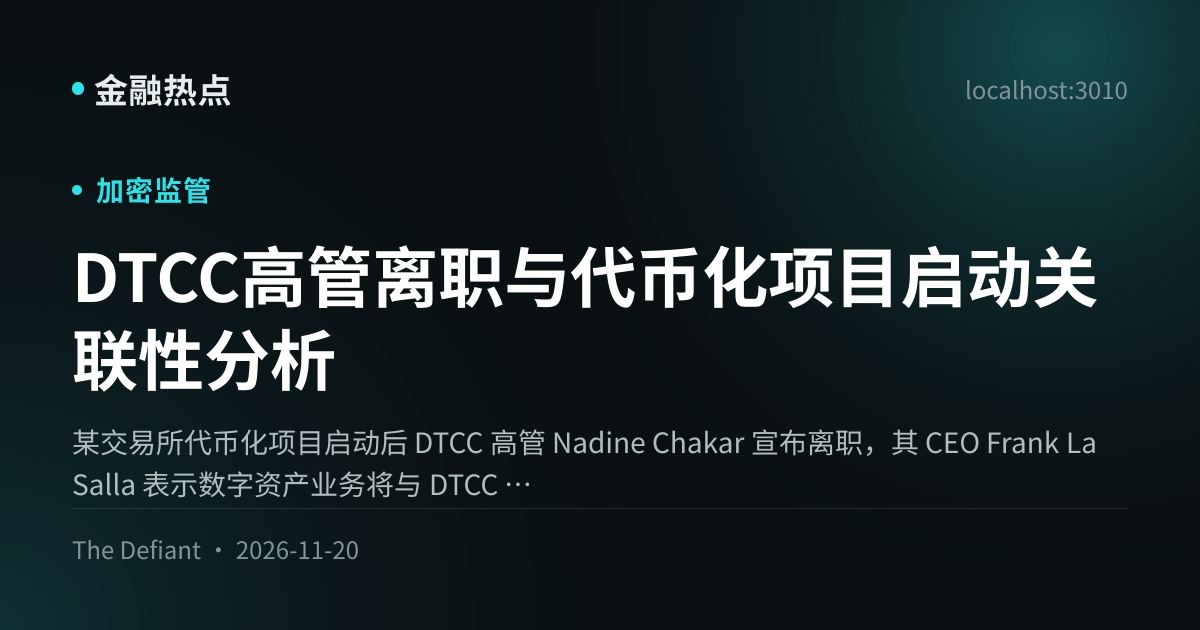 金融热点
localhost:3010
加密监管
DTCC高管离职与代币化项目启动关
联性分析
某交易所代币化项目启动后 DTCC 高管 Nadine Chakar 宣布离职，其 CEO Frank La
Salla 表示数字资产业务将与 DTCC …
The Defiant • 2026-11-20